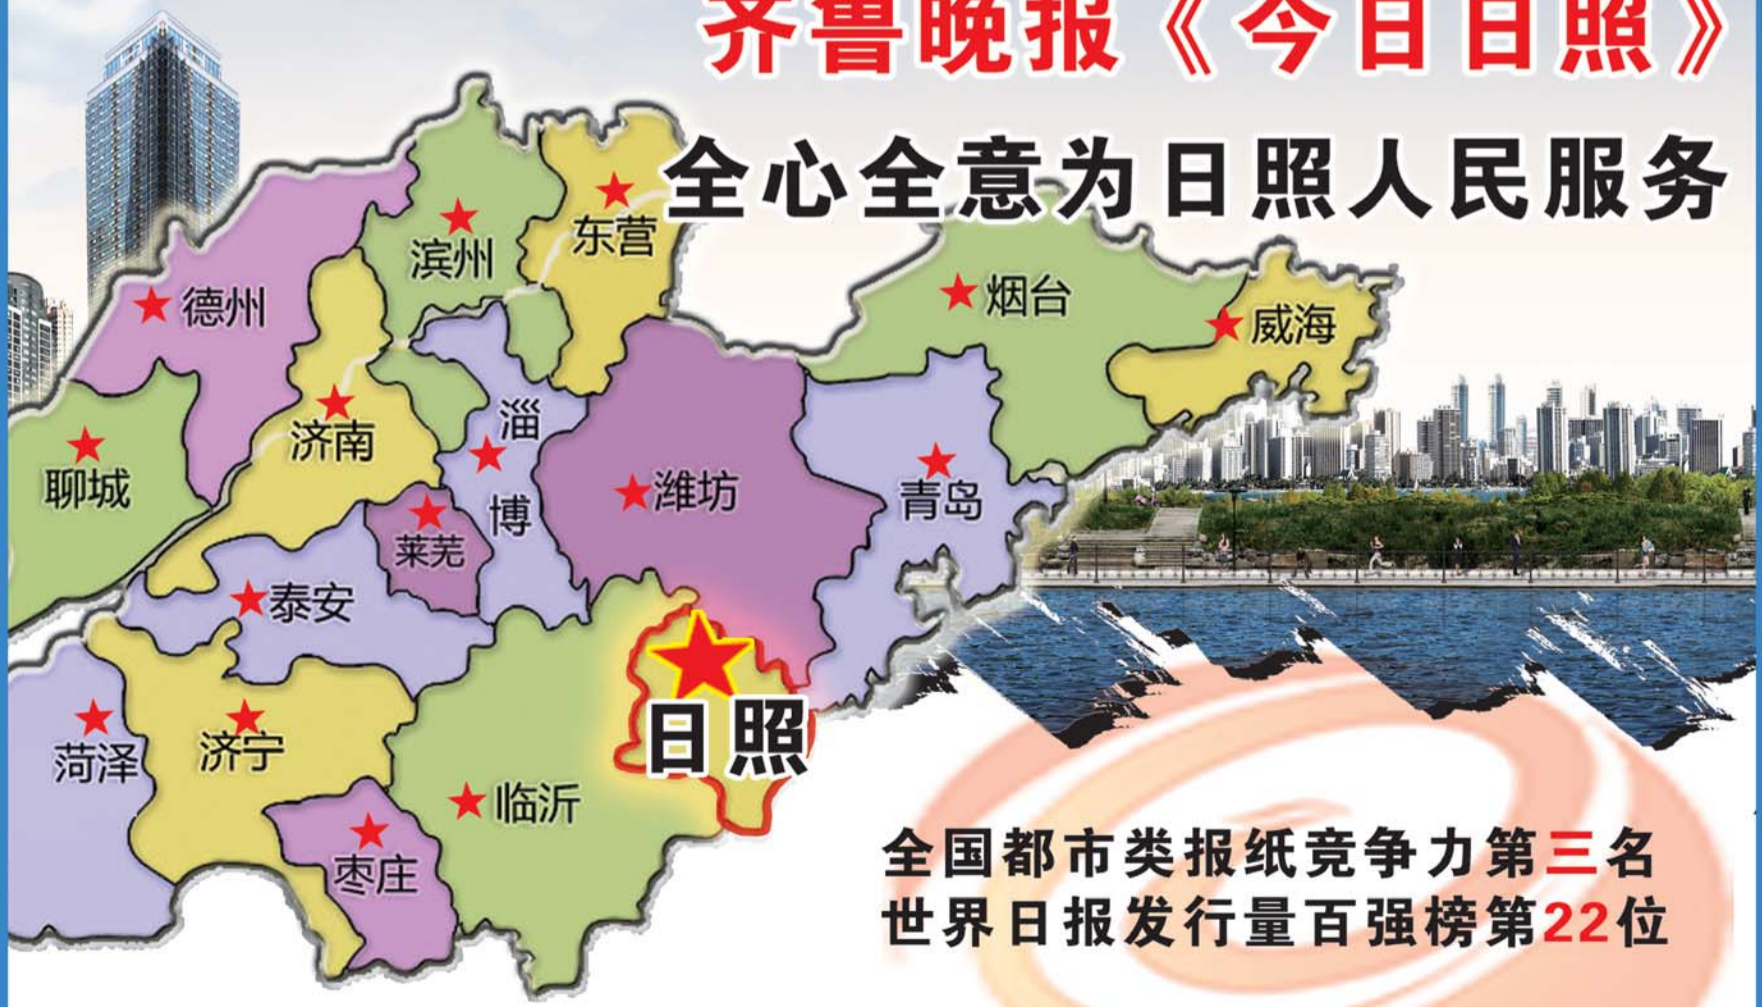 齐鲁晚报《今日日照》
全心全意为日照人民服务
滨州
东营
德州
烟台
威海
济南
淄博
聊城
潍坊
青岛
莱芜
泰安
日照
菏泽
济宁
临沂
枣庄
全国都市类报纸竞争力第三名
世界日报发行量百强榜第22位